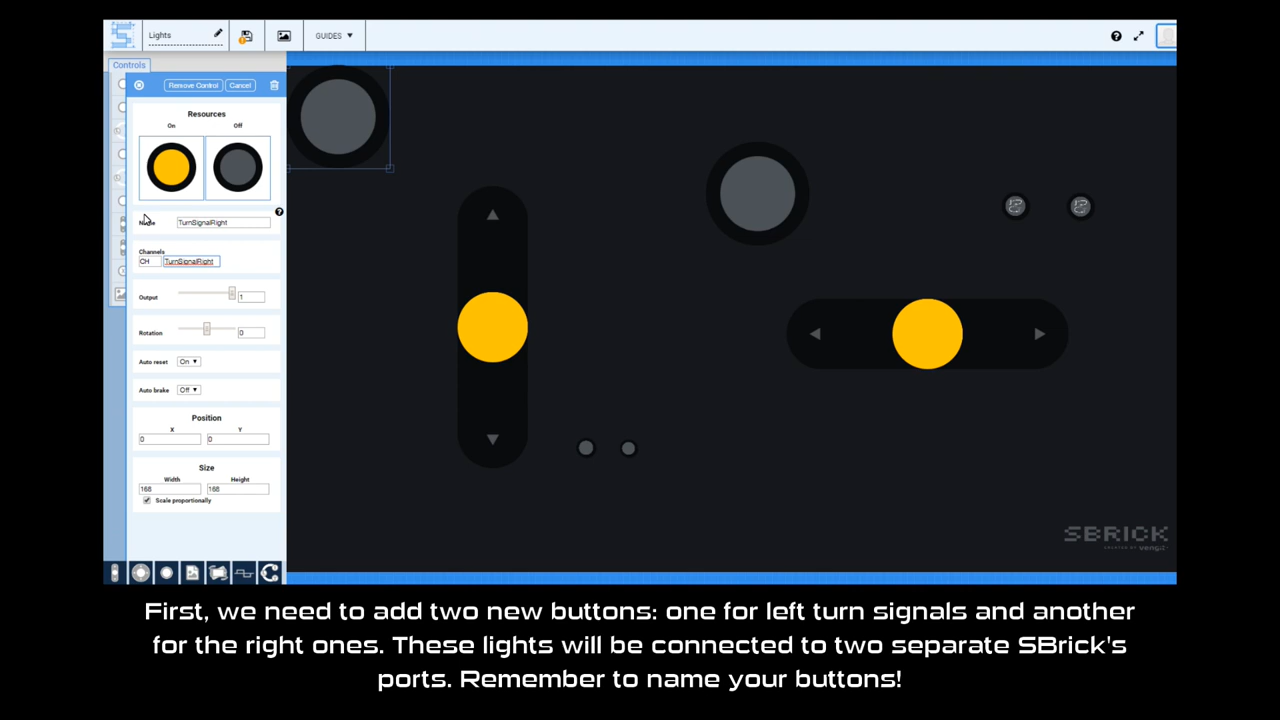 Lights
GUIDES ▼
Controls
Remove Control Cancel
Resources
On Off
Name TurnSignalRight
Channels
CH TurnSignalRight
Output 1
Rotation 0
Auto reset On ▼
Auto brake Off ▼
Position
X Y
0 0
Size
Width Height
168 168
Scale proportionally
SBRICK
CREATED BY vengit
First, we need to add two new buttons: one for left turn signals and another
for the right ones. These lights will be connected to two separate SBrick's
ports. Remember to name your buttons!